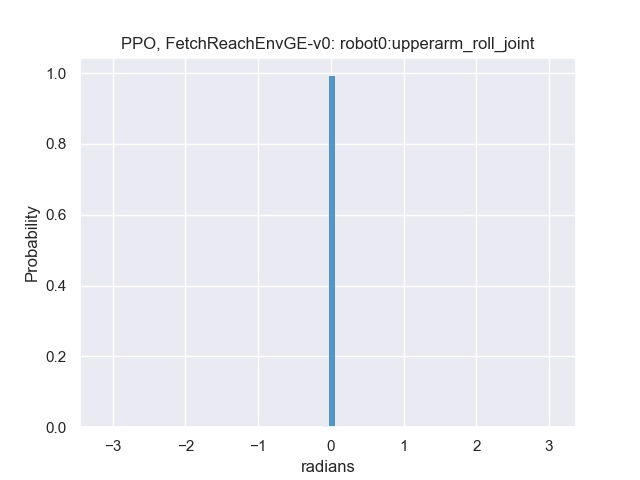 PPO, FetchReachEnvGE-v0: robot0:upperarm_roll_joint
1.0
0.8
0.6
0.4
0.2
0.0
Probability
−3 −2 −1 0 1 2 3
radians